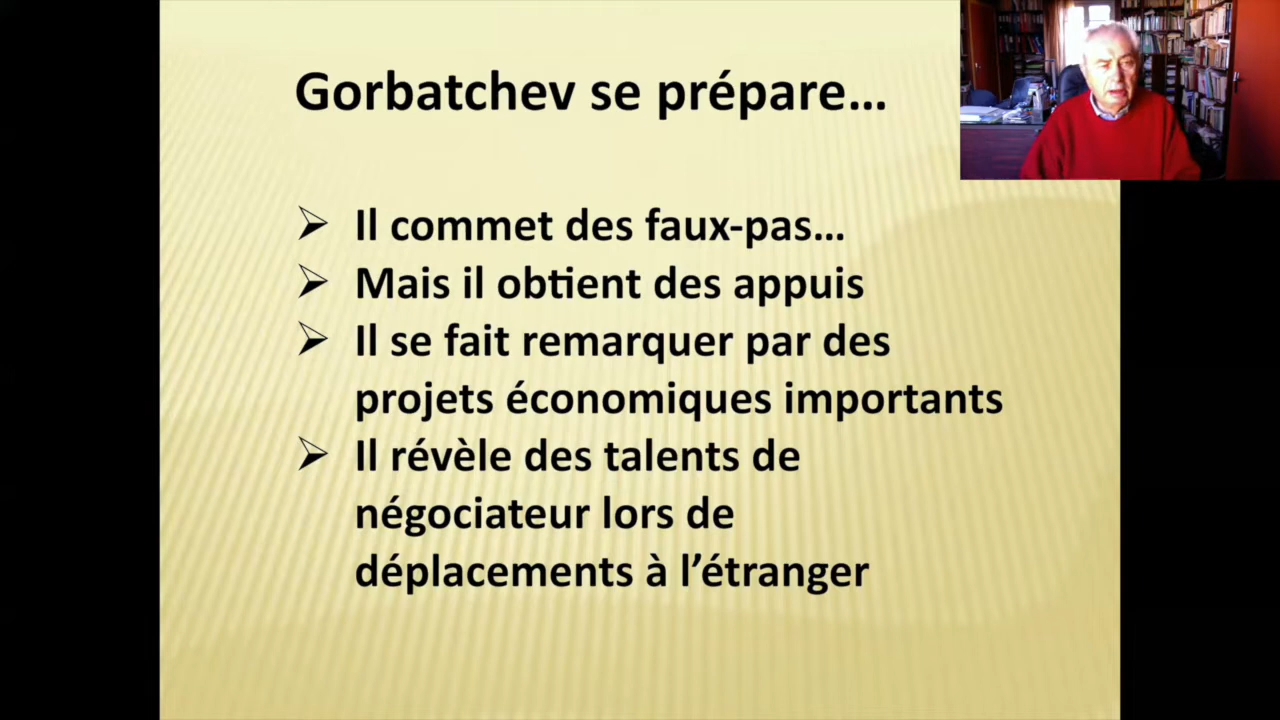 Gorbatchev se prépare…
Il commet des faux-pas…
Mais il obtient des appuis
Il se fait remarquer par des
projets économiques importants
Il révèle des talents de
négociateur lors de
déplacements à l’étranger